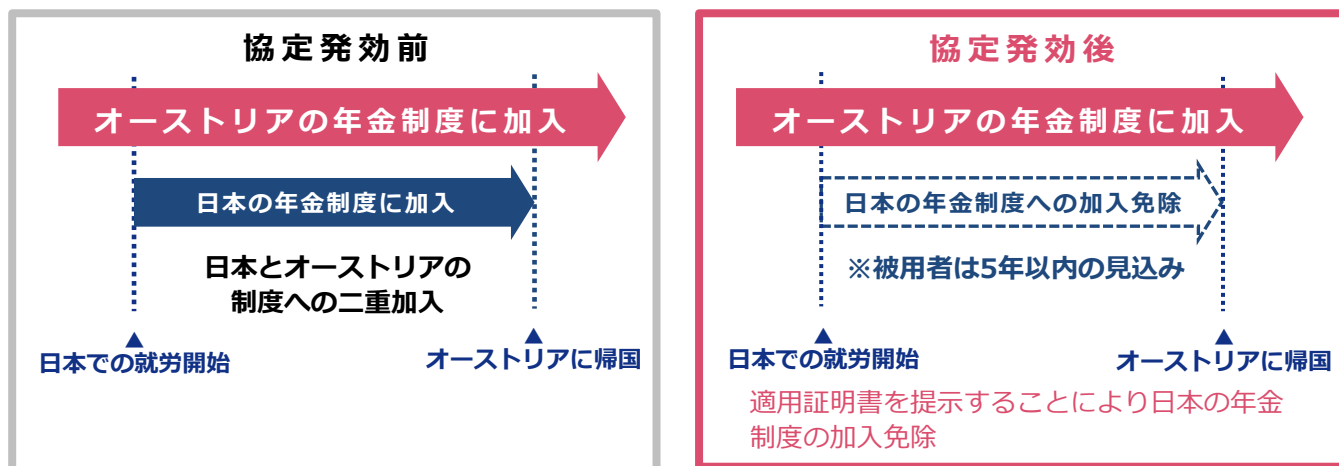 協定発効前
オーストリアの年金制度に加入
日本の年金制度に加入
日本とオーストリアの
制度への二重加入
▲
日本での就労開始
▲
オーストリアに帰国
協定発効後
オーストリアの年金制度に加入
日本の年金制度への加入免除
※被用者は5年以内の見込み
▲
日本での就労開始
▲
オーストリアに帰国
適用証明書を提示することにより日本の年金
制度の加入免除